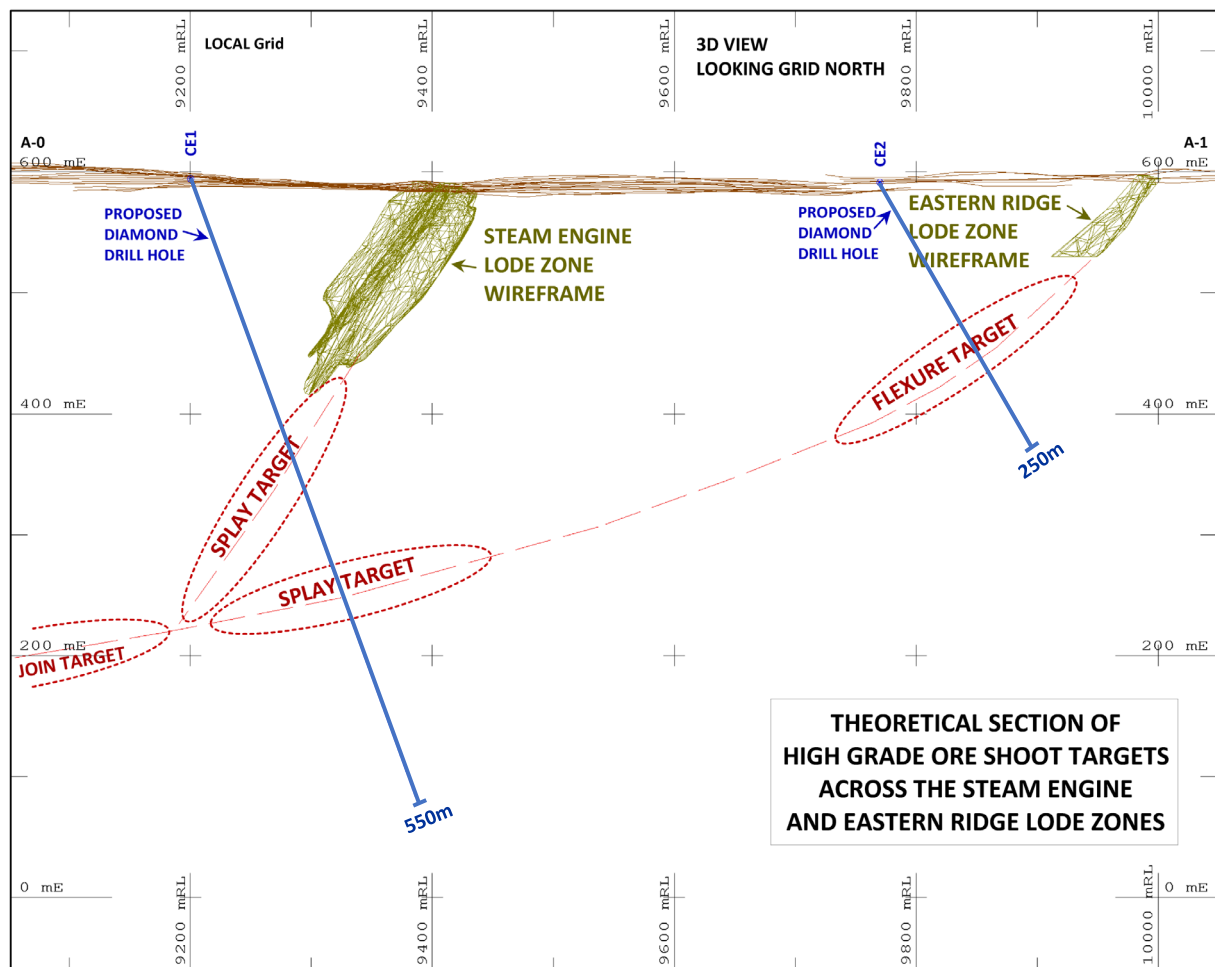 9200 mRL
LOCAL Grid
9400 mRL
9600 mRL
3D VIEW
LOOKING GRID NORTH
9800 mRL
10000 mRL
A-0
CE1
CE2
A-1
600 mE
600 mE
PROPOSED
DIAMOND
DRILL HOLE
STEAM ENGINE
LODE ZONE
WIREFRAME
PROPOSED
DIAMOND
DRILL HOLE
EASTERN RIDGE
LODE ZONE
WIREFRAME
FLEXURE TARGET
400 mE
400 mE
250m
SPLAY TARGET
SPLAY TARGET
200 mE
JOIN TARGET
200 mE
550m
THEORETICAL SECTION OF
HIGH GRADE ORE SHOOT TARGETS
ACROSS THE STEAM ENGINE
AND EASTERN RIDGE LODE ZONES
0 mE
0 mE
9200 mRL
9400 mRL
9600 mRL
9800 mRL
10000 mRL